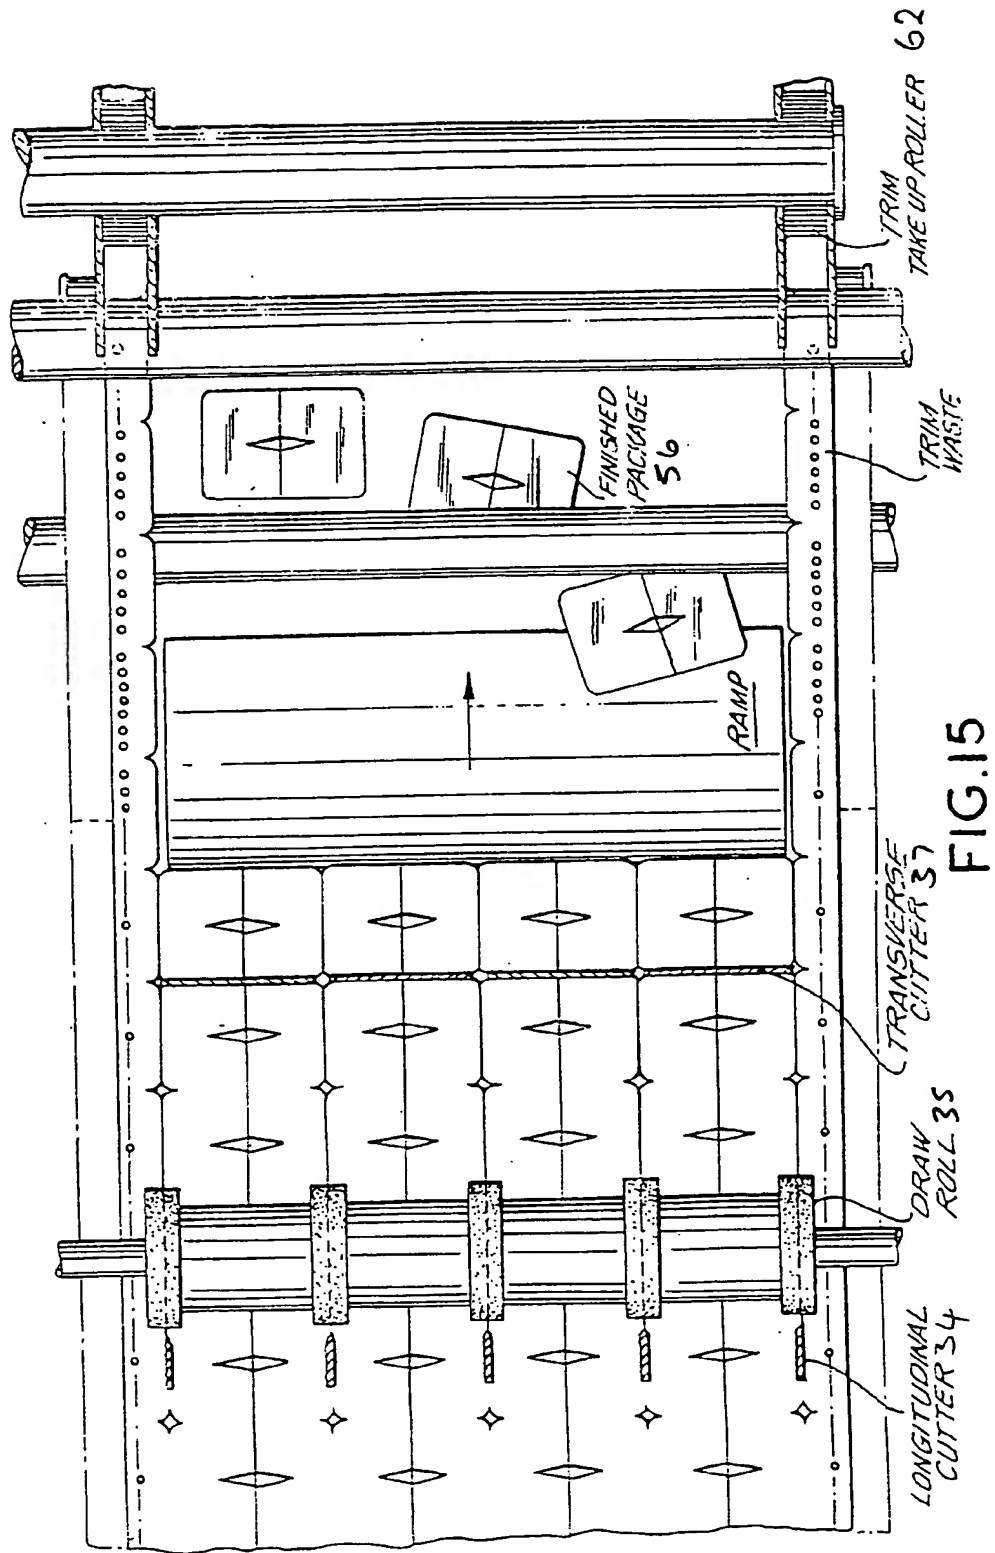 LONGITUDINAL
CUTTER 34
DRAW
ROLL 35
TRANSVERSE
CUTTER 37
RAMP
FINISHED
PACKAGE
56
TRIM
WASTE
TRIM
TAKE UP ROLLER 62
FIG.15